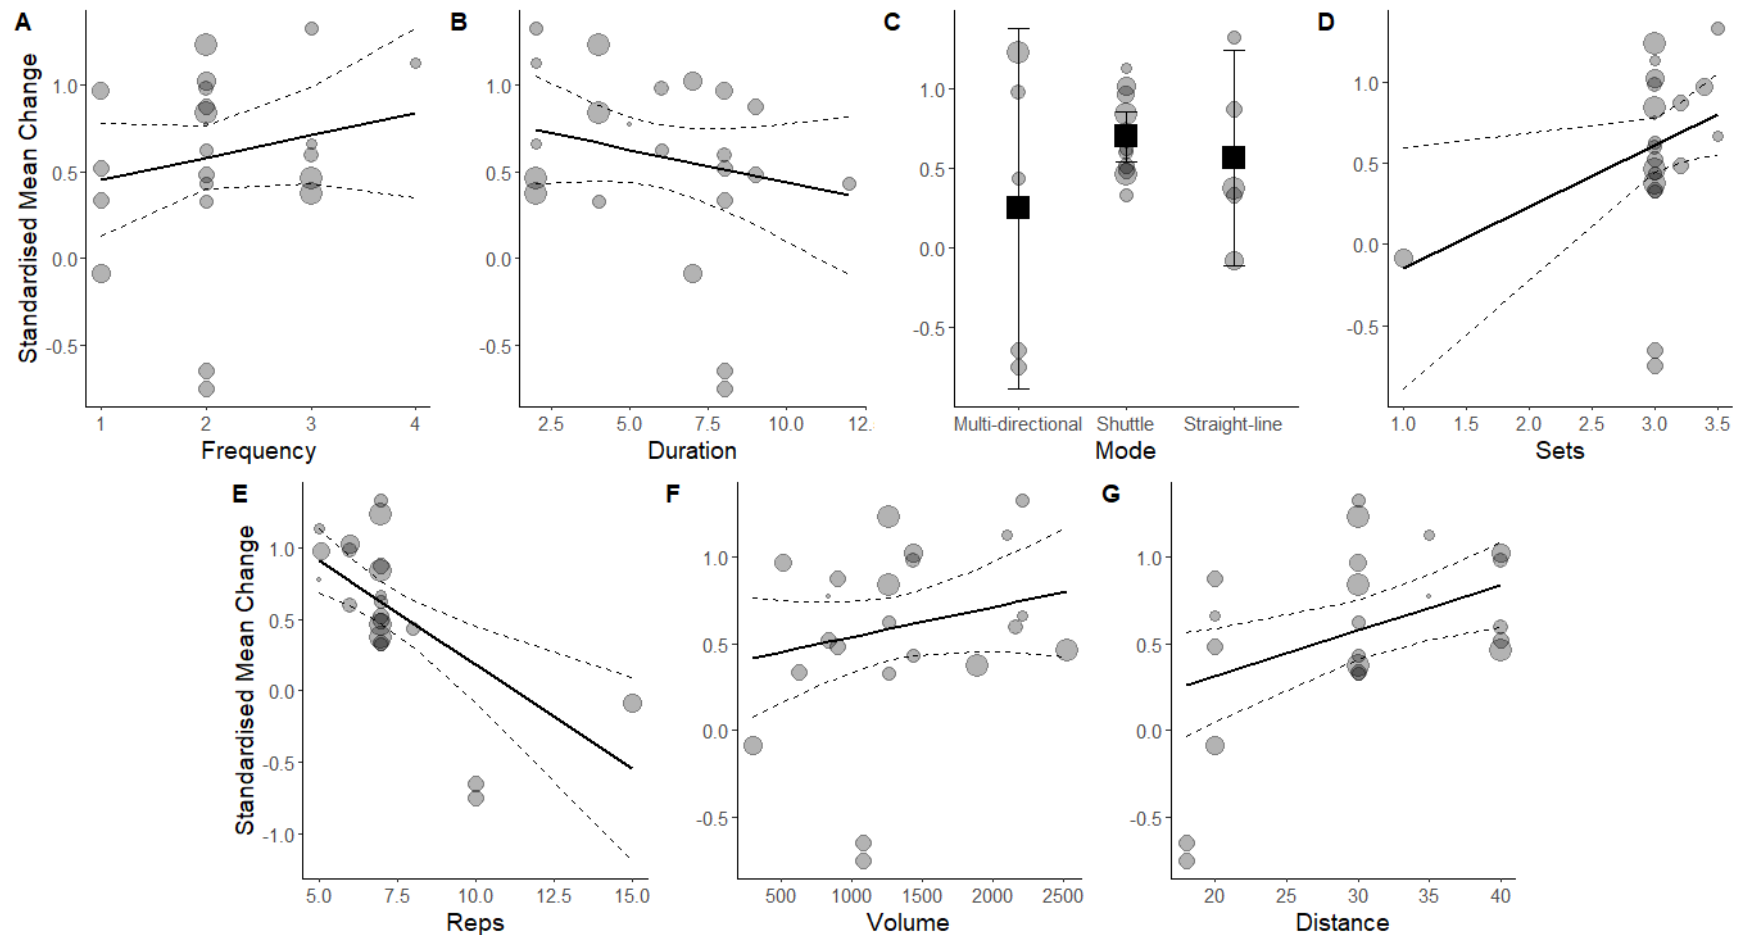 A
B
C
D
Standardised Mean Change
1.0
0.5
0.0
-0.5
1 2 3 4
Frequency
1.0
0.5
0.0
-0.5
2.5 5.0 7.5 10.0 12.
Duration
1.0
0.5
0.0
-0.5
Multi-directional Shuttle Straight-line
Mode
1.0
0.5
0.0
-0.5
1.0 1.5 2.0 2.5 3.0 3.5
Sets
E
F
G
Standardised Mean Change
1.0
0.5
0.0
-0.5
-1.0
5.0 7.5 10.0 12.5 15.0
Reps
1.0
0.5
0.0
-0.5
500 1000 1500 2000 2500
Volume
1.0
0.5
0.0
-0.5
20 25 30 35 40
Distance